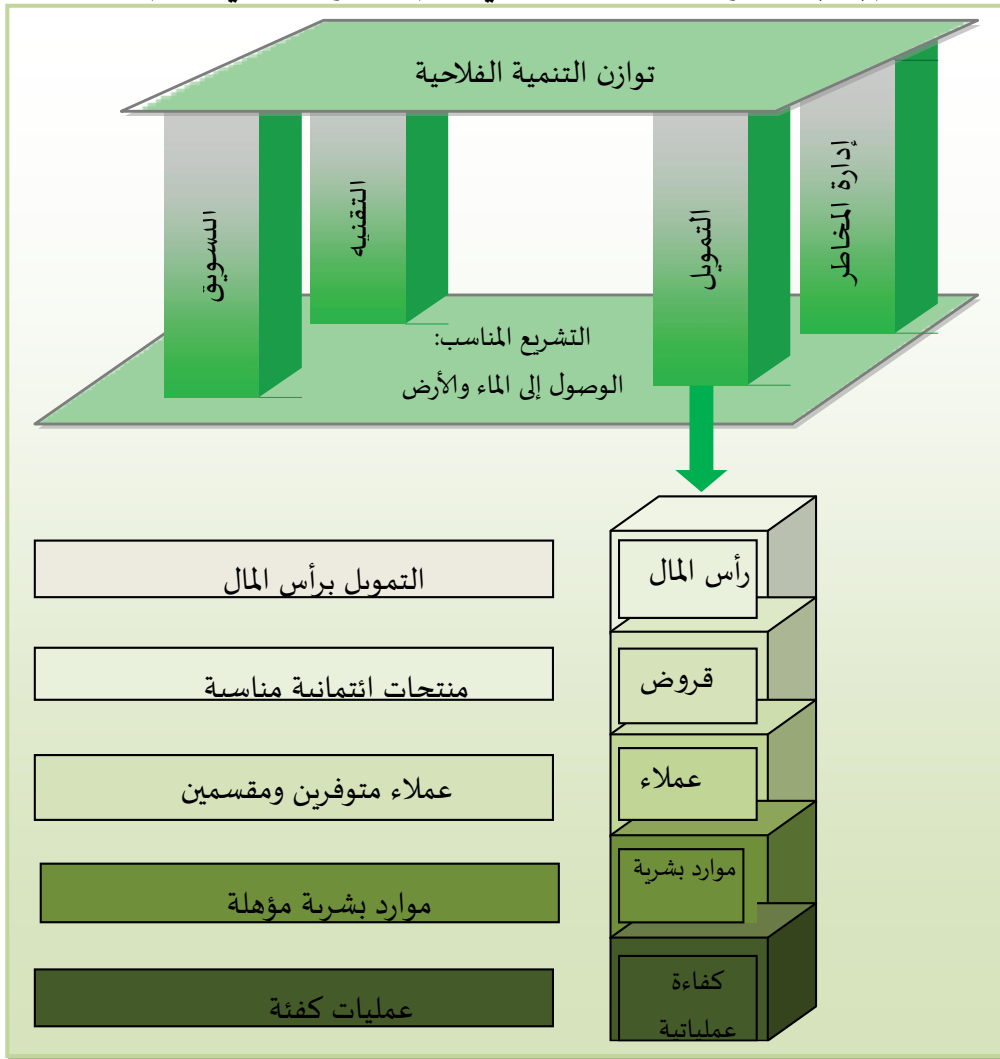 توازن التنمية الفلاحية
إدارة المخاطر
التمويل
التقنيه
التسويق
التشريع المناسب:
الوصول إلى الماء والأرض
رأس المال
التمويل برأس المال
قروض
منتجات ائتمانية مناسبة
عملاء
عملاء متوفرين ومقسمين
موارد بشرية
موارد بشرية مؤهلة
كفاءة
عملياتية
عمليات كفئة